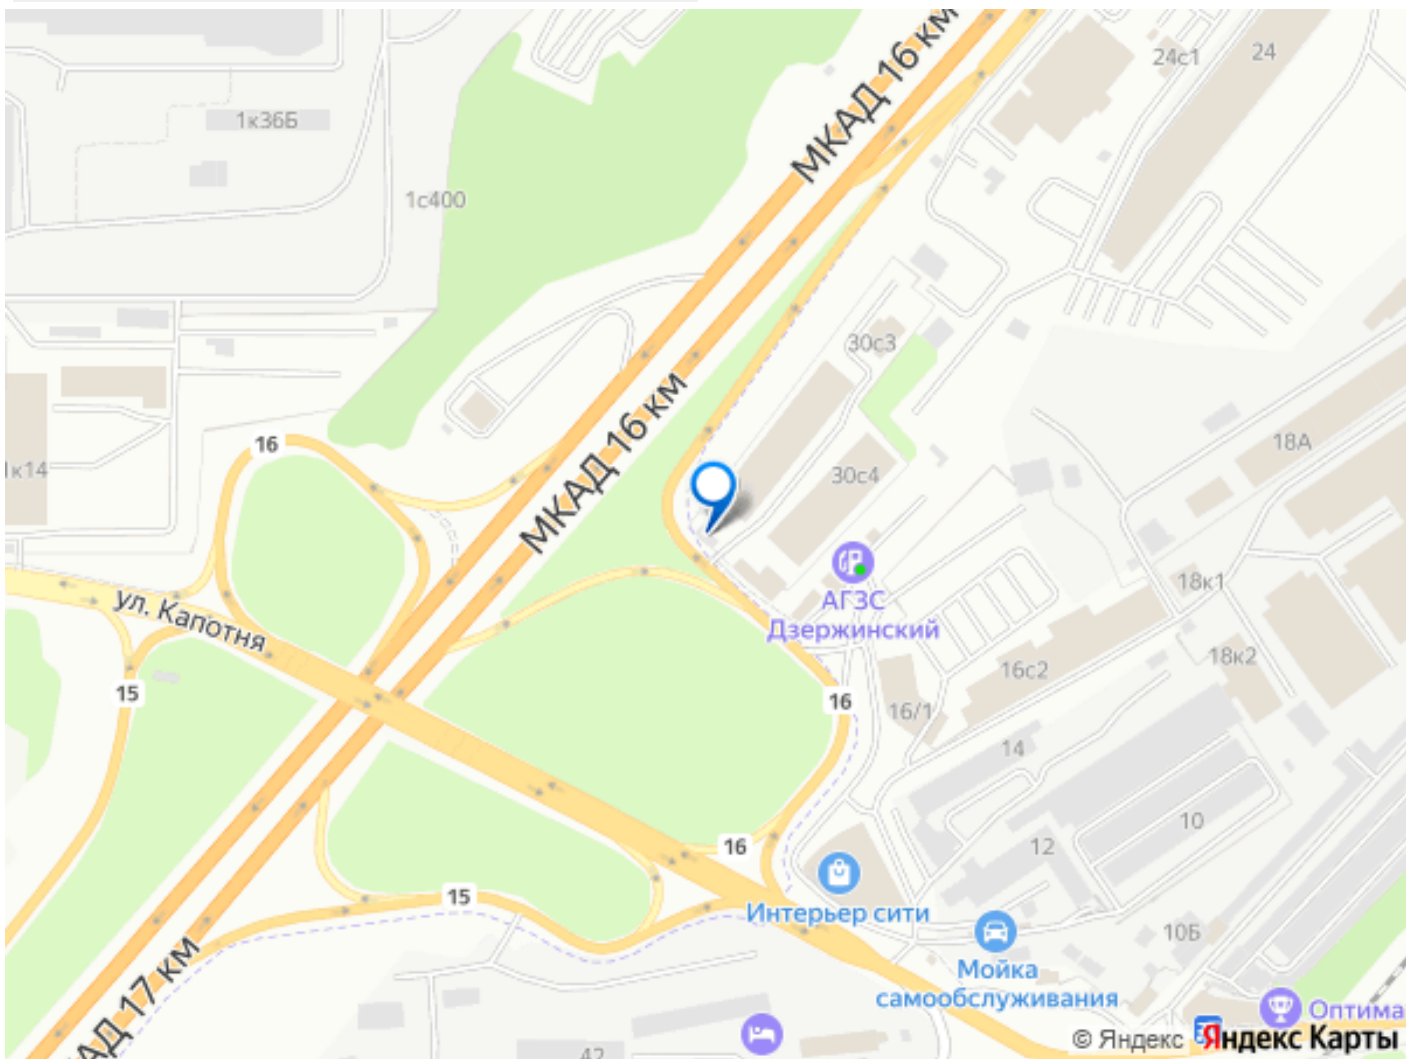 МКАД 16 км
24с1
24
1к36Б
1с400
30с3
МКАД 16 км
16
18А
1к14
30с4
АГЗС
Дзержинский
18к1
ул. Капотня
18к2
16с2
15
16
16/1
14
10
16
12
15
Интерьер сити
10Б
МКАД 17 км
Мойка
самообслуживания
Оптима
42
© Яндекс
Яндекс Карты